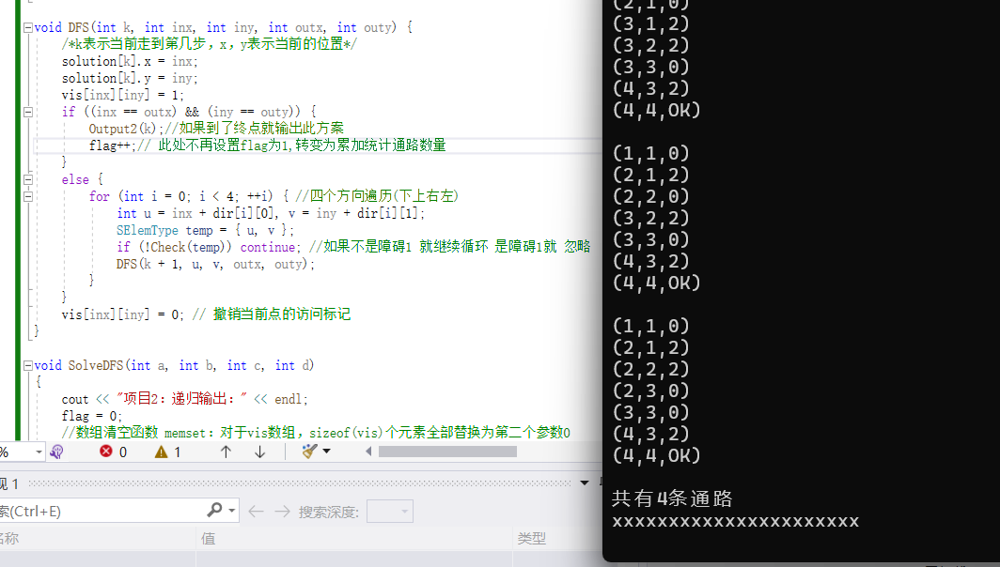 void DFS(int k, int inx, int iny, int outx, int outy) {
/*k表示当前走到第几步，x，y表示当前的位置*/
solution[k].x = inx;
solution[k].y = iny;
vis[inx][iny] = 1;
if ((inx == outx) && (iny == outy)) {
Output2(k);//如果到了终点就输出此方案
flag++;// 此处不再设置flag为1,转变为累加统计通路数量
}
else {
for (int i = 0; i < 4; ++i) { //四个方向遍历(下上右左)
int u = inx + dir[i][0], v = iny + dir[i][1];
SElemType temp = { u, v };
if (!Check(temp)) continue; //如果不是障碍1 就继续循环 是障碍1就 忽略
DFS(k + 1, u, v, outx, outy);
}
}
vis[inx][iny] = 0; // 撤销当前点的访问标记
}
void SolveDFS(int a, int b, int c, int d)
{
cout << "项目2：递归输出：" << endl;
flag = 0;
//数组清空函数 memset：对于vis数组，sizeof(vis)个元素全部替换为第二个参数0
% 0 1
现 1
索(Ctrl+E) 搜索深度:
名称 值 类型
(2,1,0)
(3,1,2)
(3,2,2)
(3,3,0)
(4,3,2)
(4,4,OK)
(1,1,0)
(2,1,2)
(2,2,0)
(3,2,2)
(3,3,0)
(4,3,2)
(4,4,OK)
(1,1,0)
(2,1,2)
(2,2,2)
(2,3,0)
(3,3,0)
(4,3,2)
(4,4,OK)
共有4条通路
xxxxxxxxxxxxxxxxxxxxxx